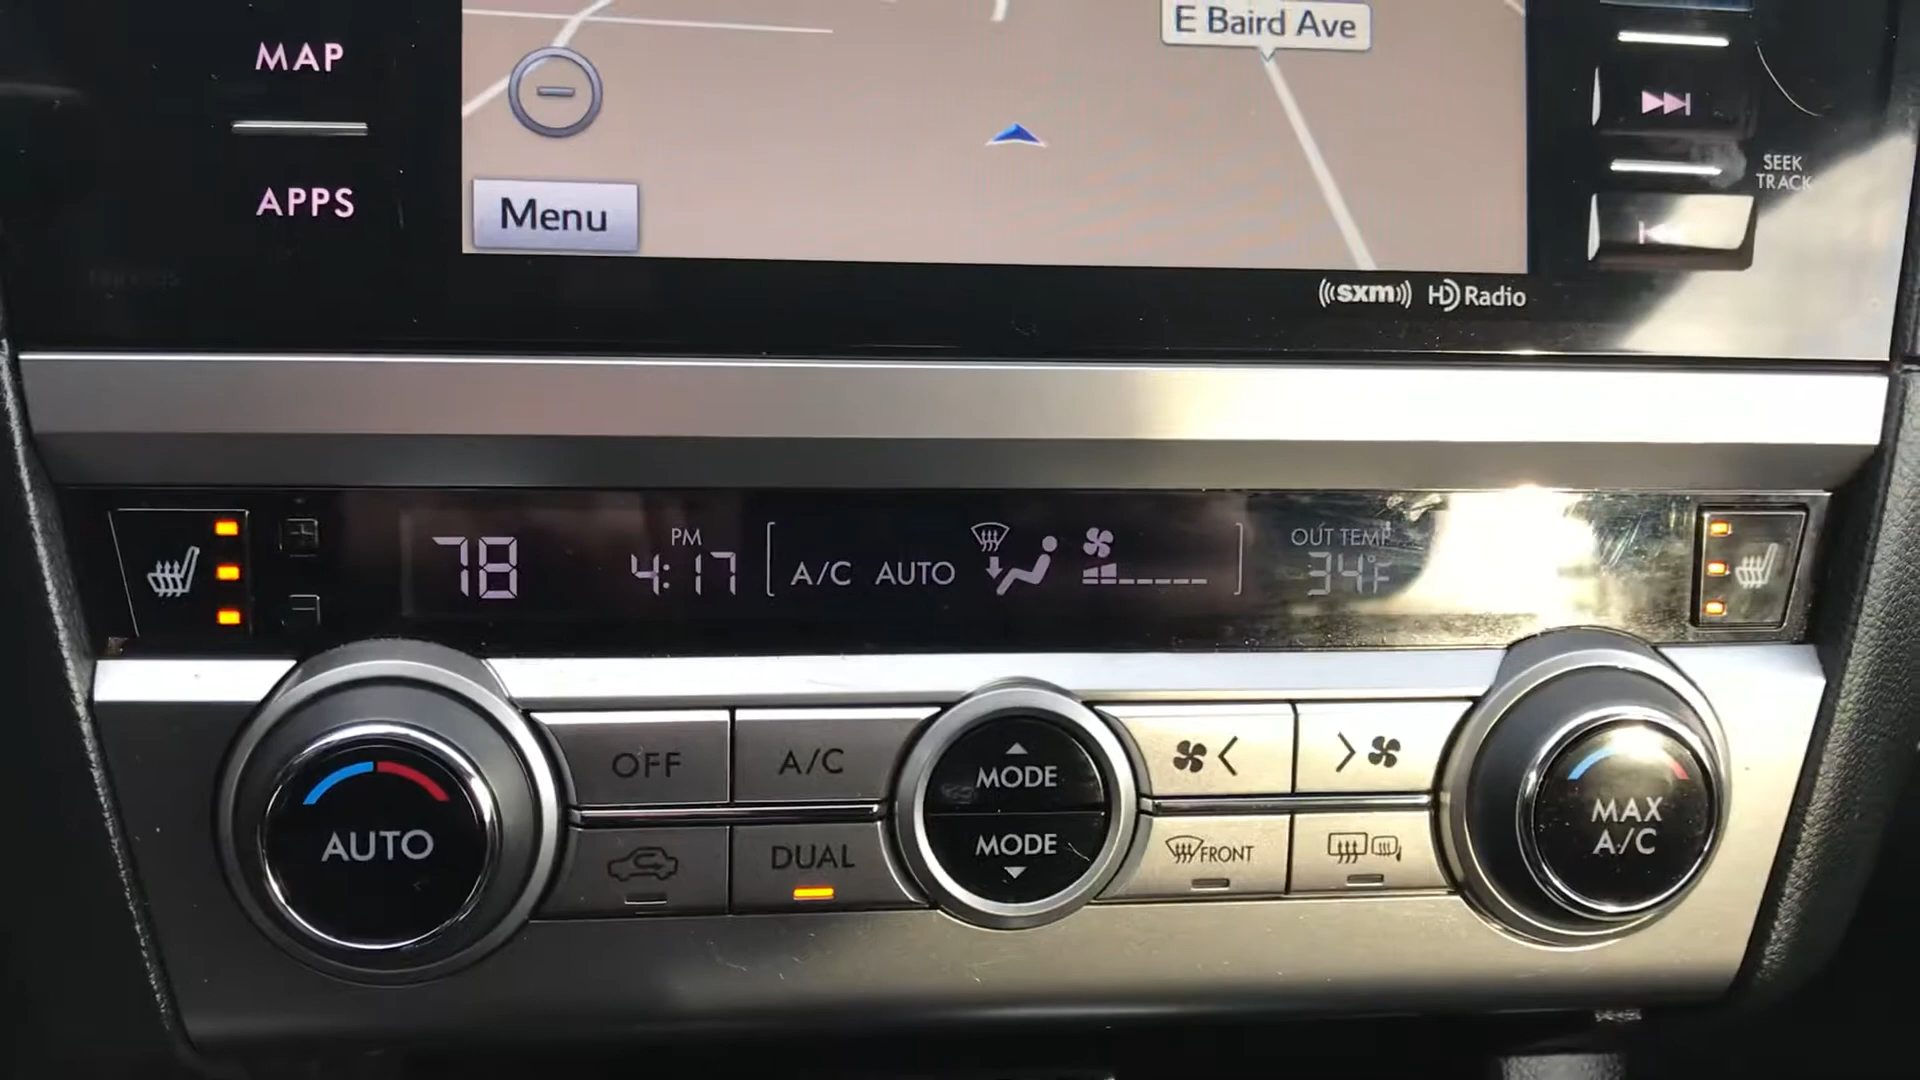 MAP
E Baird Ave
APPS
Menu
SEEK
TRACK
((sxm)) HD Radio
78
PM
4:17
A/C AUTO
OUT TEMP
34°F
AUTO
OFF
A/C
DUAL
MODE
MODE
FRONT
MAX
A/C